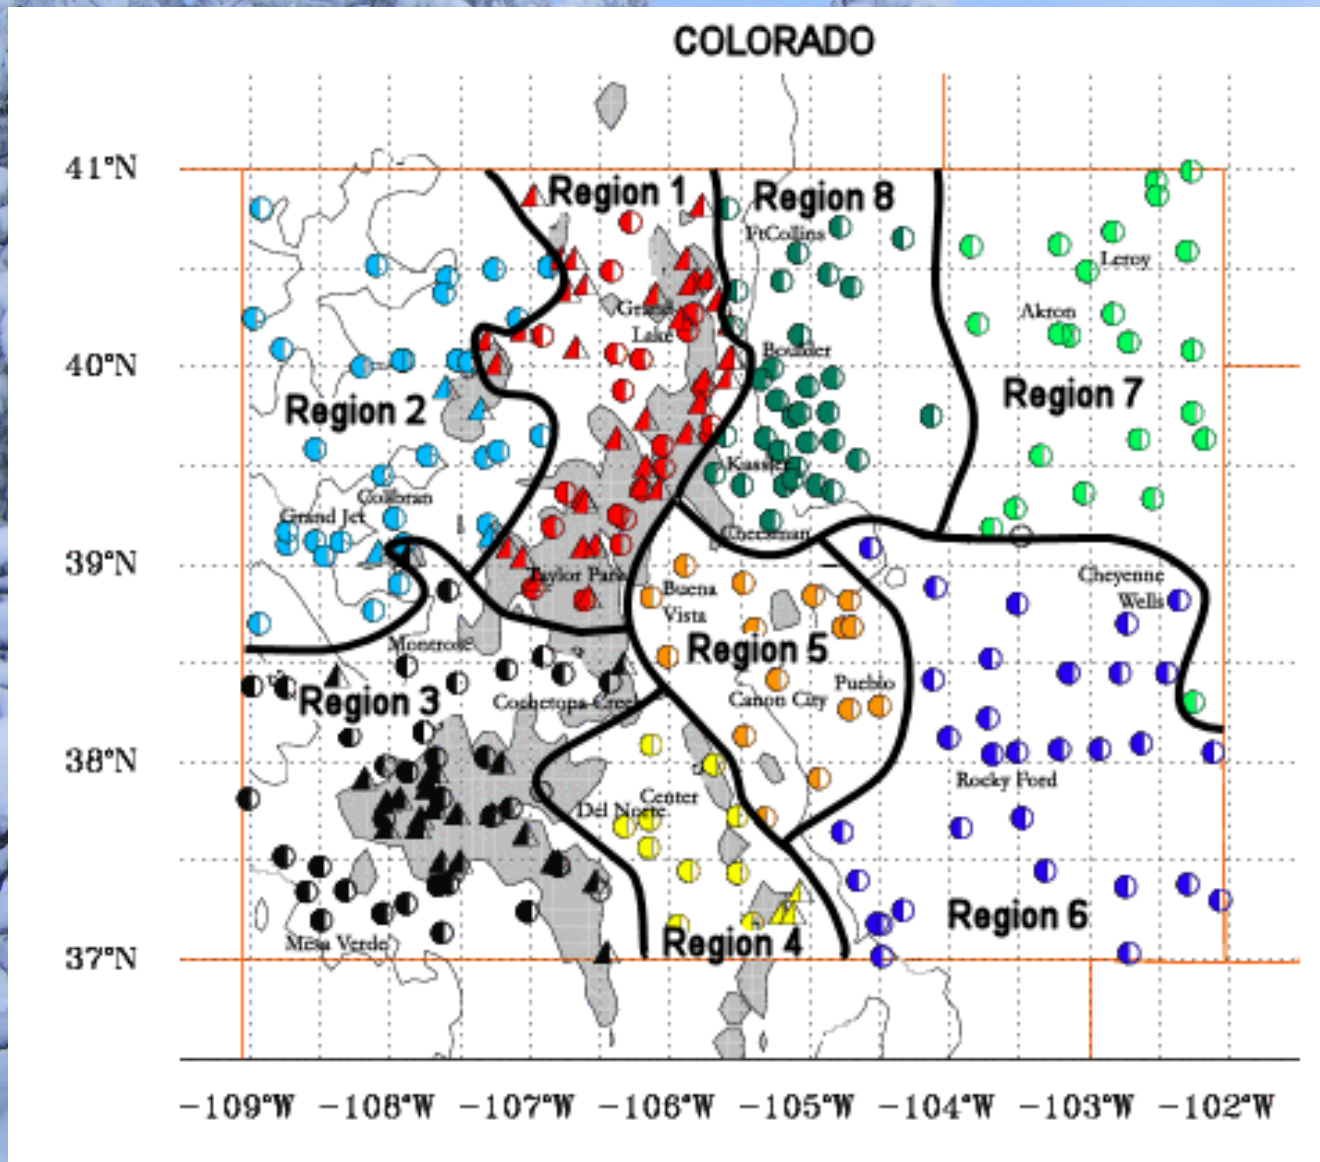 COLORADO
41°N
40°N
39°N
38°N
37°N
Region 1
Region 8
FtCollins
Leroy
Grand
Lake
Akron
Boulder
Region 7
Region 2
Kassler
Collbran
Grand Jct
Cheesman
Taylor Park
Buena
Vista
Cheyenne
Wells
Montrose
Region 5
Region 3
Pueblo
Cochetopa Creek
Canon City
Rocky Ford
Center
Del Norte
Region 6
Mesa Verde
Region 4
-109°W -108°W -107°W -106°W -105°W -104°W -103°W -102°W